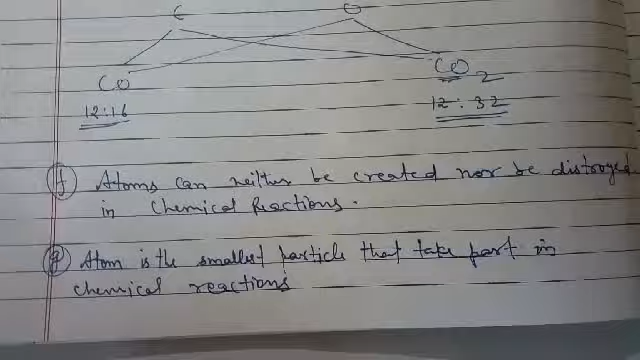 C O
CO CO2
12:16 12:32
(f) Atoms can neither be created nor be distroyed
in Chemical Reactions.
(g) Atom is the smallest particle that take part in
chemical reactions